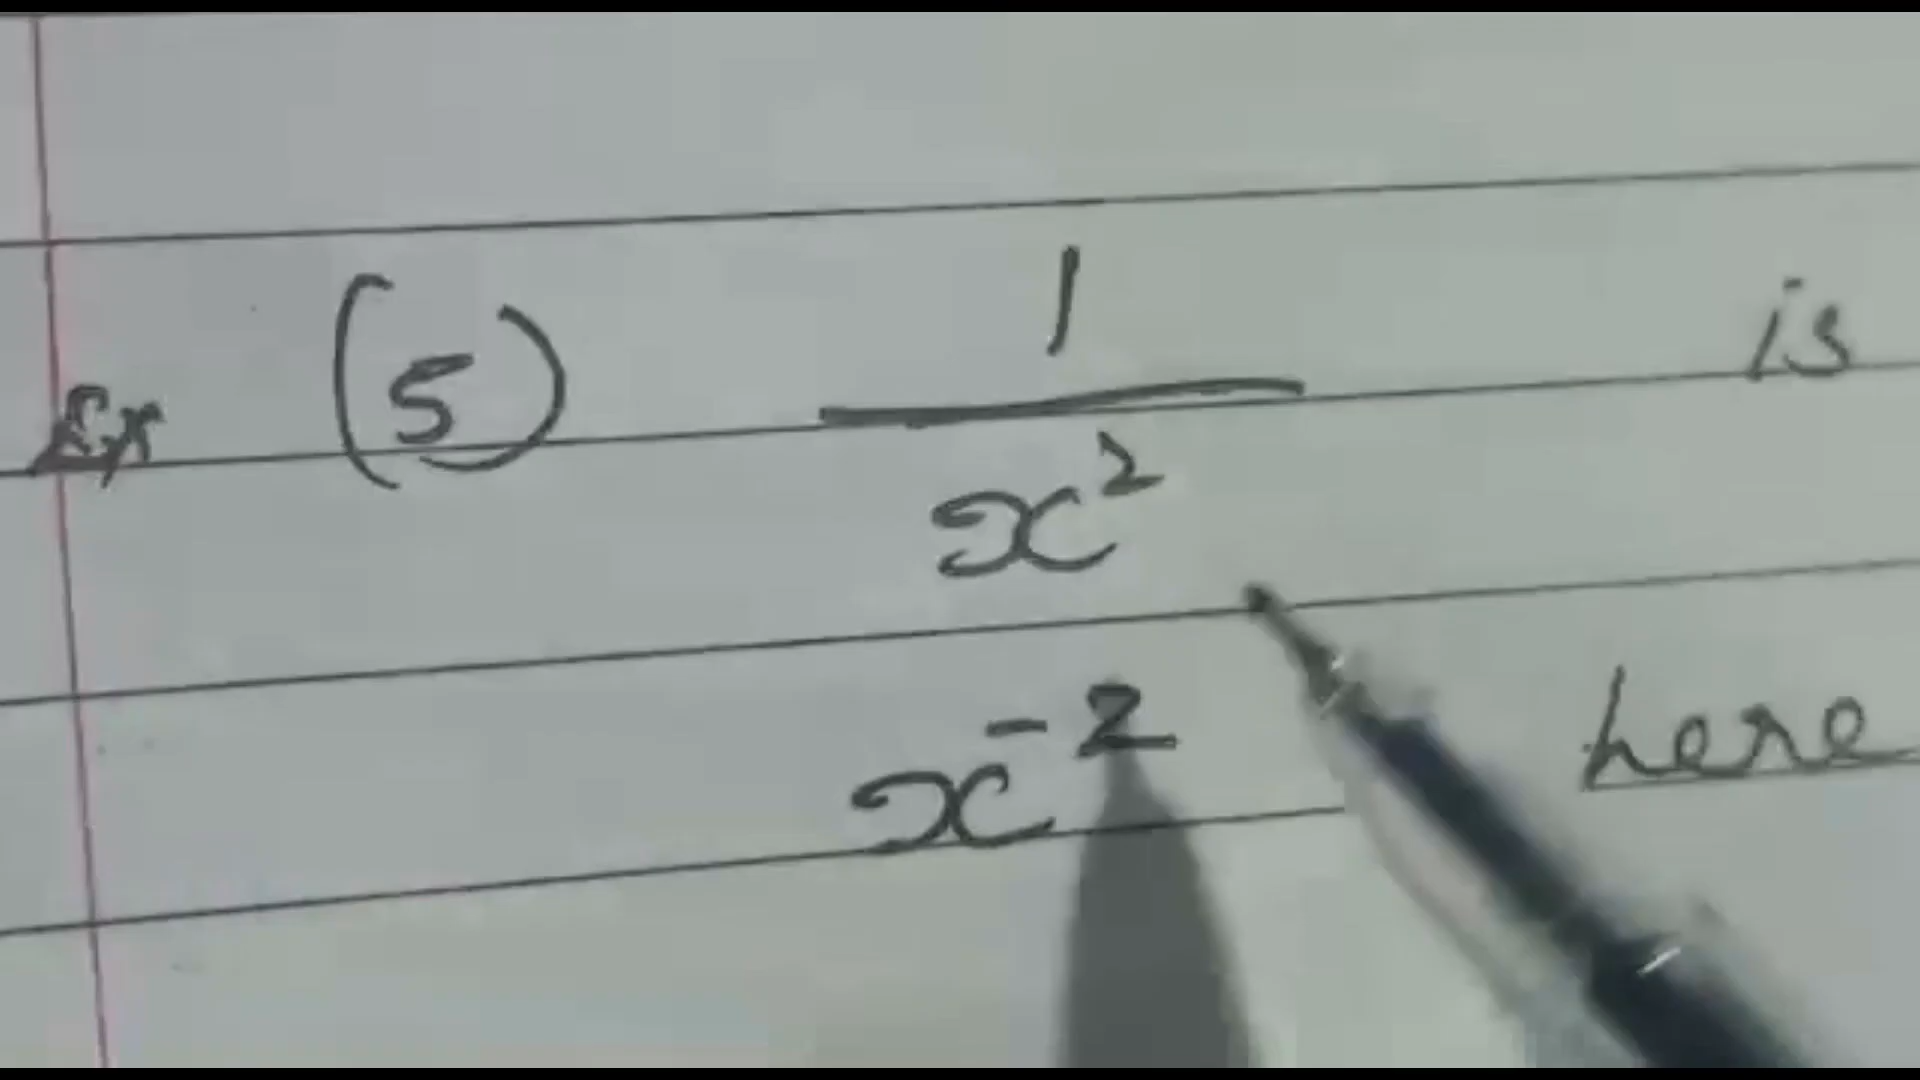 Ex (5) 1/x² is
x⁻² here